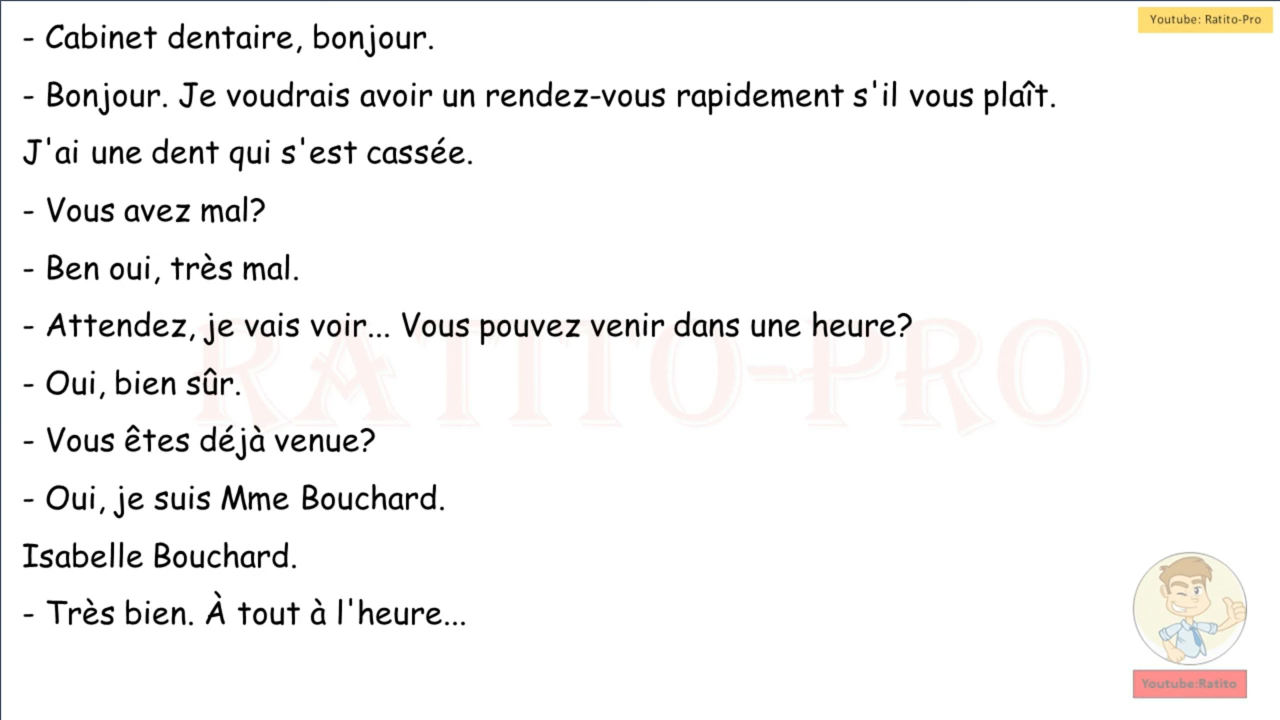 Youtube: Ratito-Pro
- Cabinet dentaire, bonjour.
- Bonjour. Je voudrais avoir un rendez-vous rapidement s'il vous plaît.
J'ai une dent qui s'est cassée.
- Vous avez mal?
- Ben oui, très mal.
- Attendez, je vais voir... Vous pouvez venir dans une heure?
RATITO-PRO
- Oui, bien sûr.
- Vous êtes déjà venue?
- Oui, je suis Mme Bouchard.
Isabelle Bouchard.
- Très bien. À tout à l'heure...
Youtube:Ratito